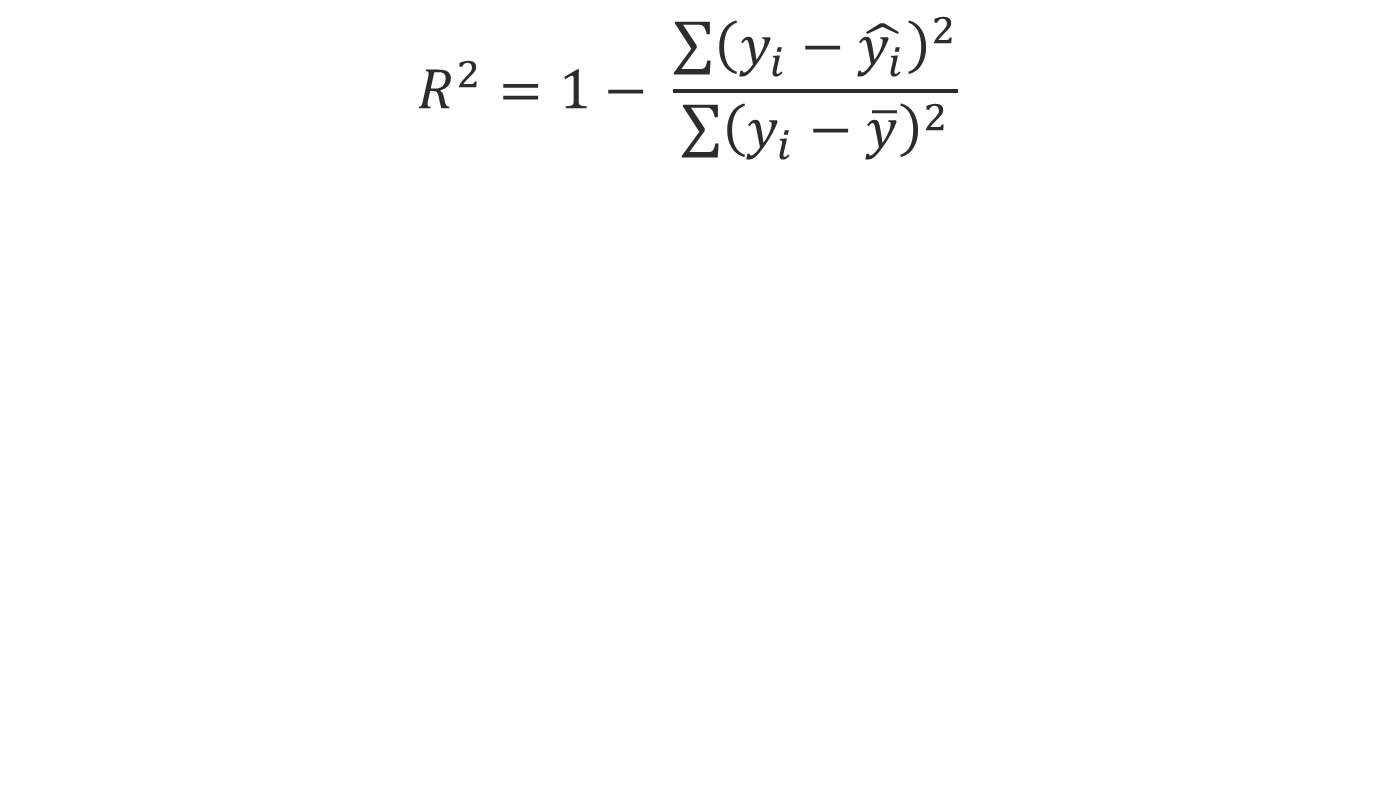 R² = 1 − ∑(yᵢ − ŷᵢ)² / ∑(yᵢ − ȳ)²